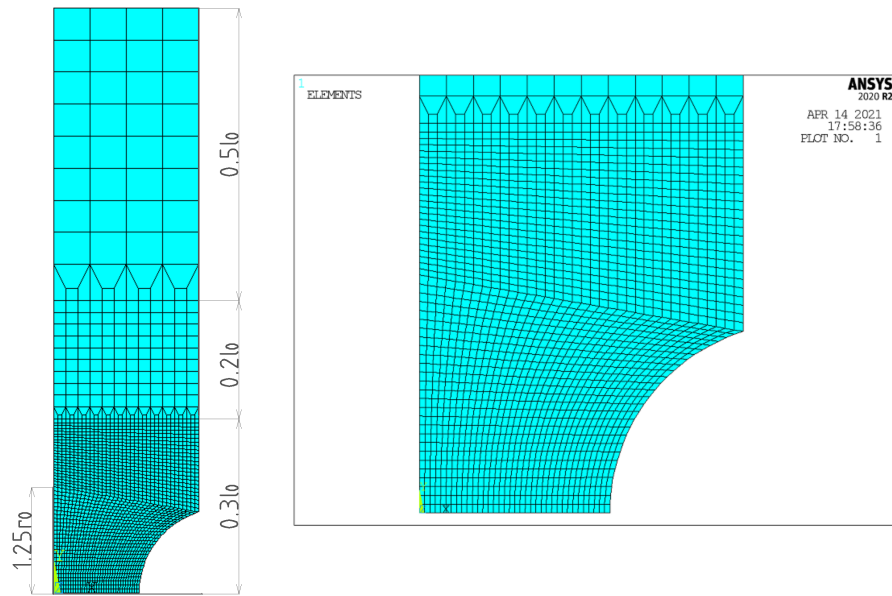 0.5l₀
0.2l₀
0.3l₀
1.25r₀
1
ELEMENTS
ANSYS
2020 R2
APR 14 2021
17:58:36
PLOT NO. 1
X